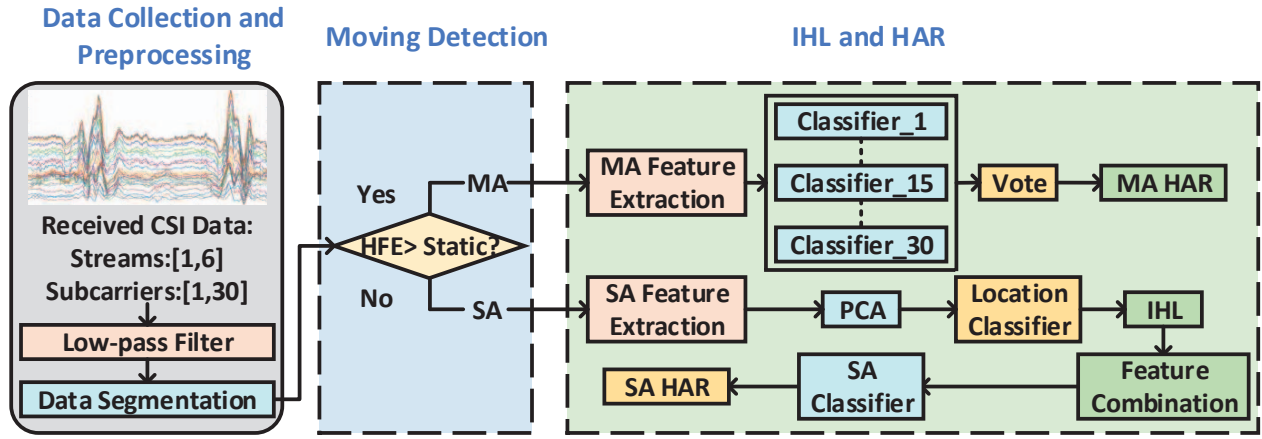 Data Collection and
Preprocessing
Moving Detection
IHL and HAR
Received CSI Data:
Streams:[1,6]
Subcarriers:[1,30]
Low-pass Filter
Data Segmentation
Yes
MA
HFE> Static?
No
SA
MA Feature
Extraction
Classifier_1
Classifier_15
Classifier_30
Vote
MA HAR
SA Feature
Extraction
PCA
Location
Classifier
IHL
Feature
Combination
SA
Classifier
SA HAR